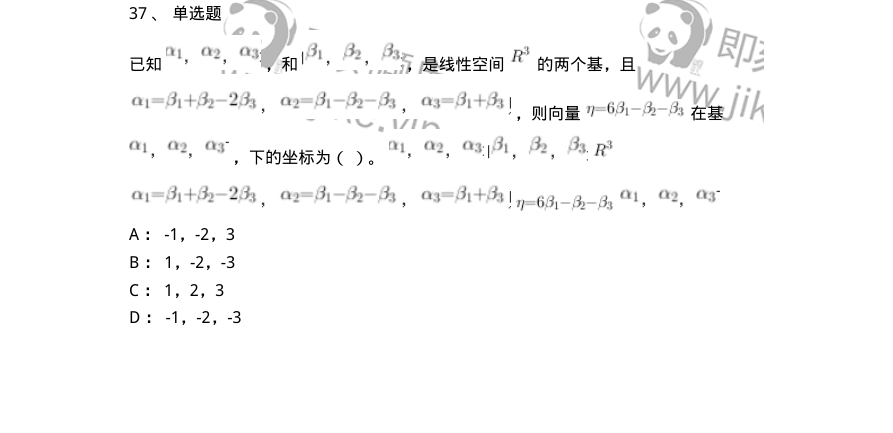 37 、 单选题
已知 α1， α2， α3 ，和 β1， β2， β3 ，是线性空间 R³ 的两个基，且
α1=β1+β2−2β3 ， α2=β1−β2−β3 ， α3=β1+β3 ，则向量 η=6β1−β2−β3 在基
α1， α2， α3 ，下的坐标为（ ）。 α1， α2， α3 β1， β2， β3 R³
α1=β1+β2−2β3 ， α2=β1−β2−β3 ， α3=β1+β3 η=6β1−β2−β3 α1， α2， α3
A： -1，-2，3
B： 1，-2，-3
C： 1，2，3
D： -1，-2，-3